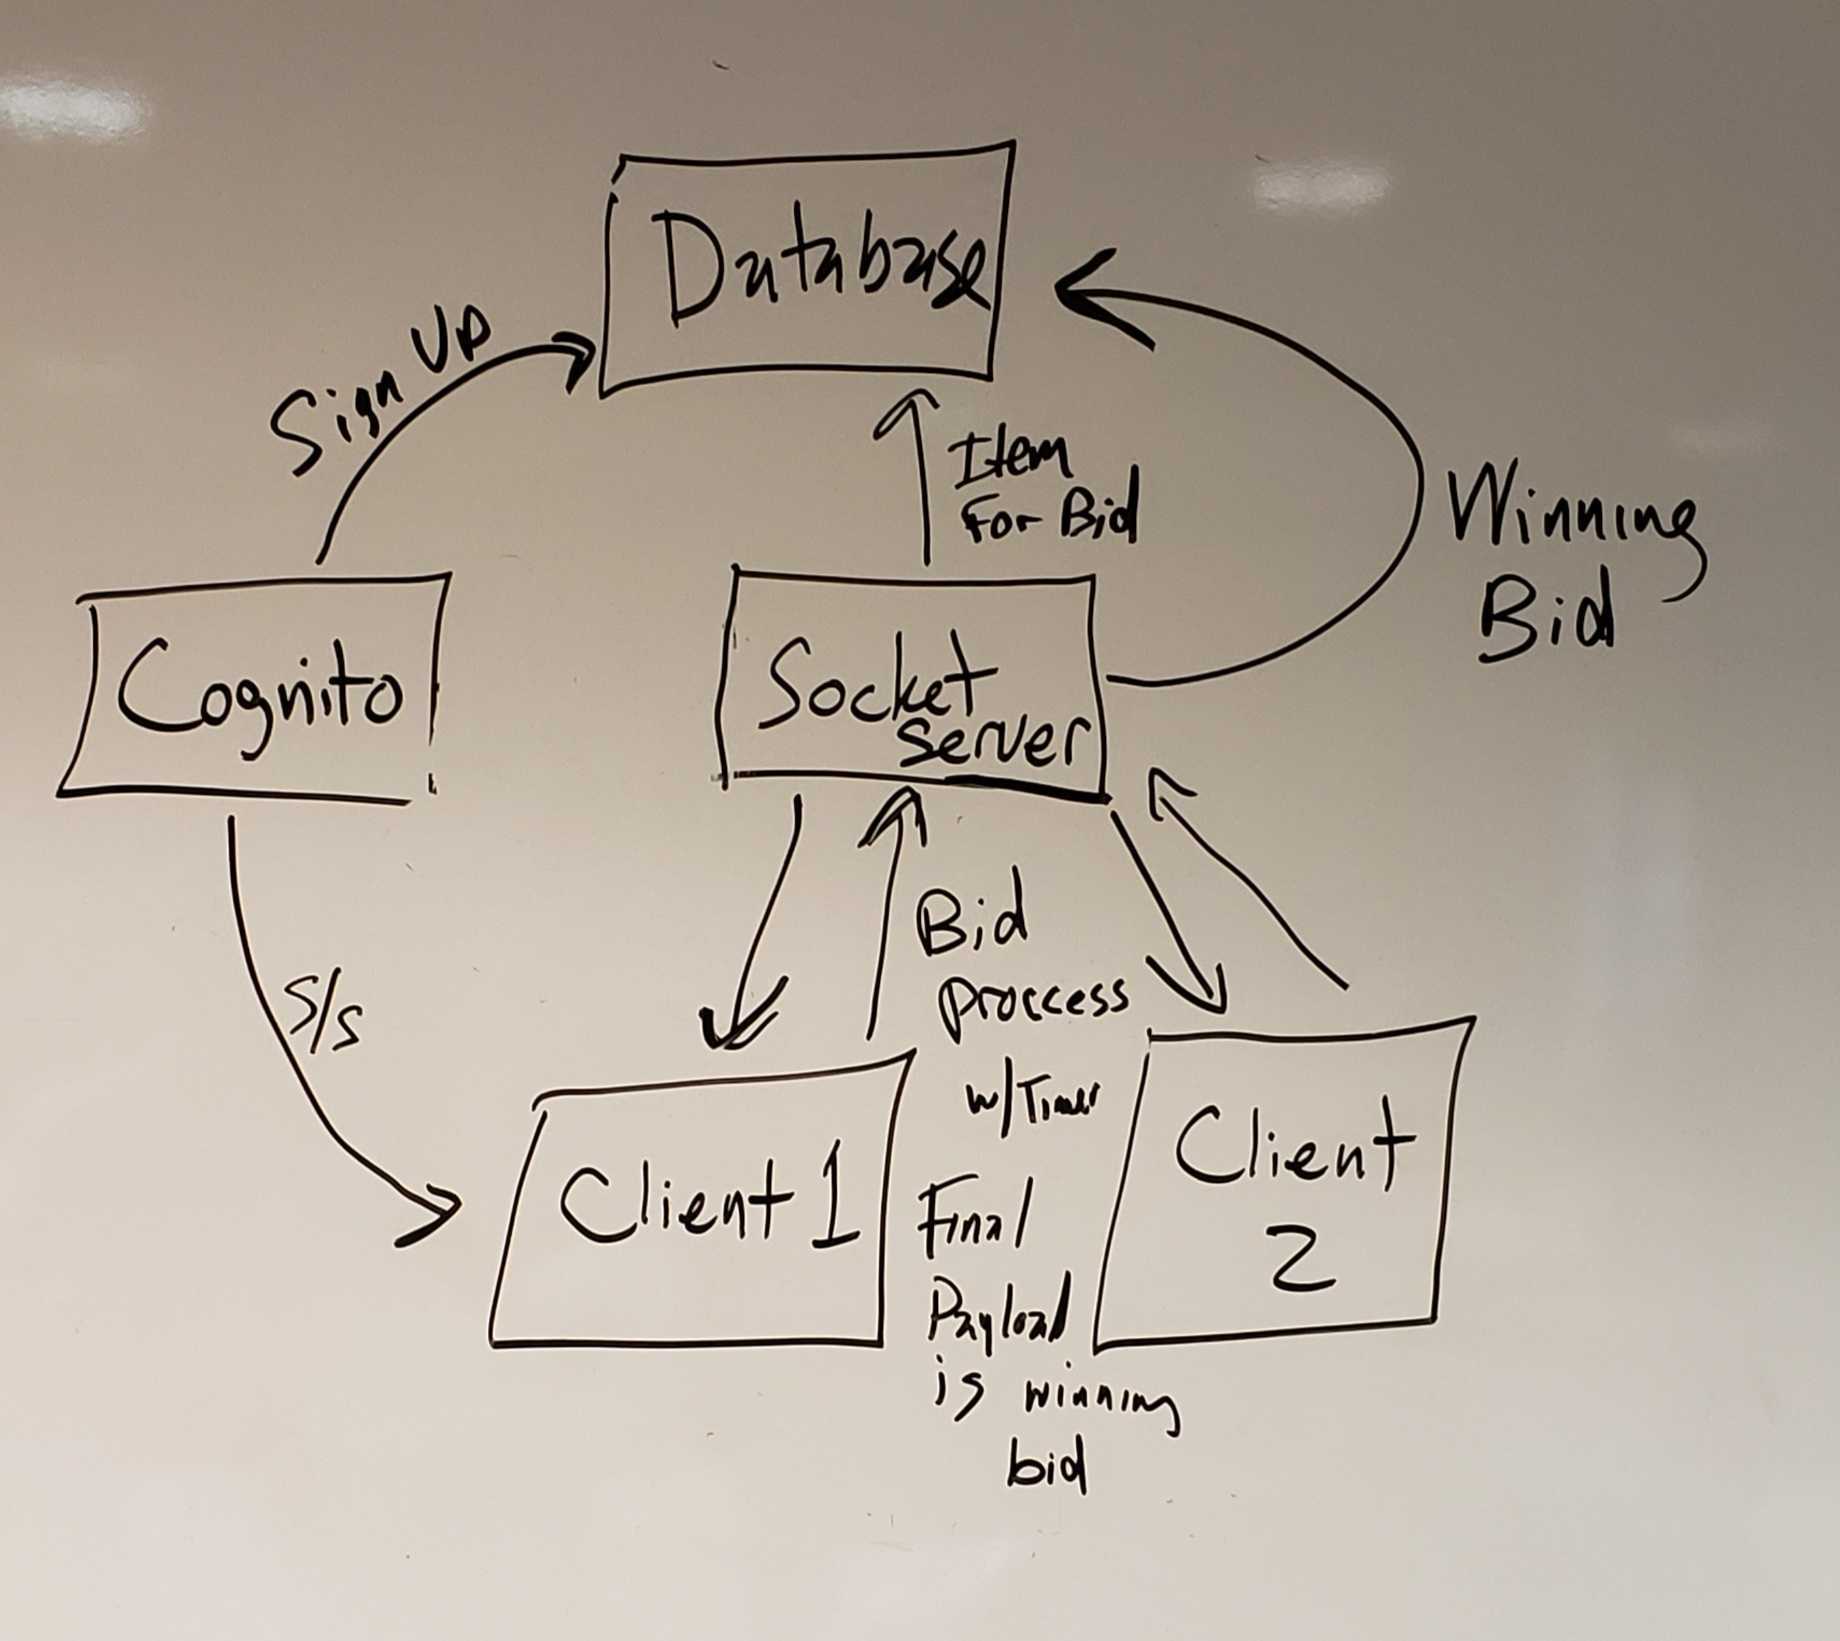 Database
Sign Up
Item
For Bid
Winning
Bid
Cognito
Socket
Server
S/S
Bid
proccess
w/Timer
Client 1
Client
2
Final
Payload
is winning
bid